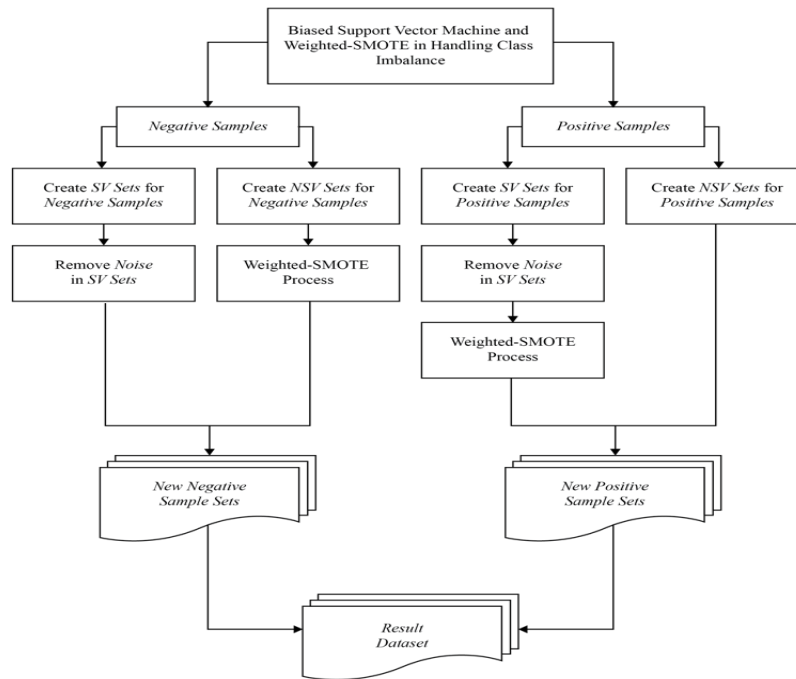 Biased Support Vector Machine and
Weighted-SMOTE in Handling Class
Imbalance
Negative Samples
Positive Samples
Create SV Sets for
Negative Samples
Create NSV Sets for
Negative Samples
Create SV Sets for
Positive Samples
Create NSV Sets for
Positive Samples
Remove Noise
in SV Sets
Weighted-SMOTE
Process
Remove Noise
in SV Sets
Weighted-SMOTE
Process
New Negative
Sample Sets
New Positive
Sample Sets
Result
Dataset